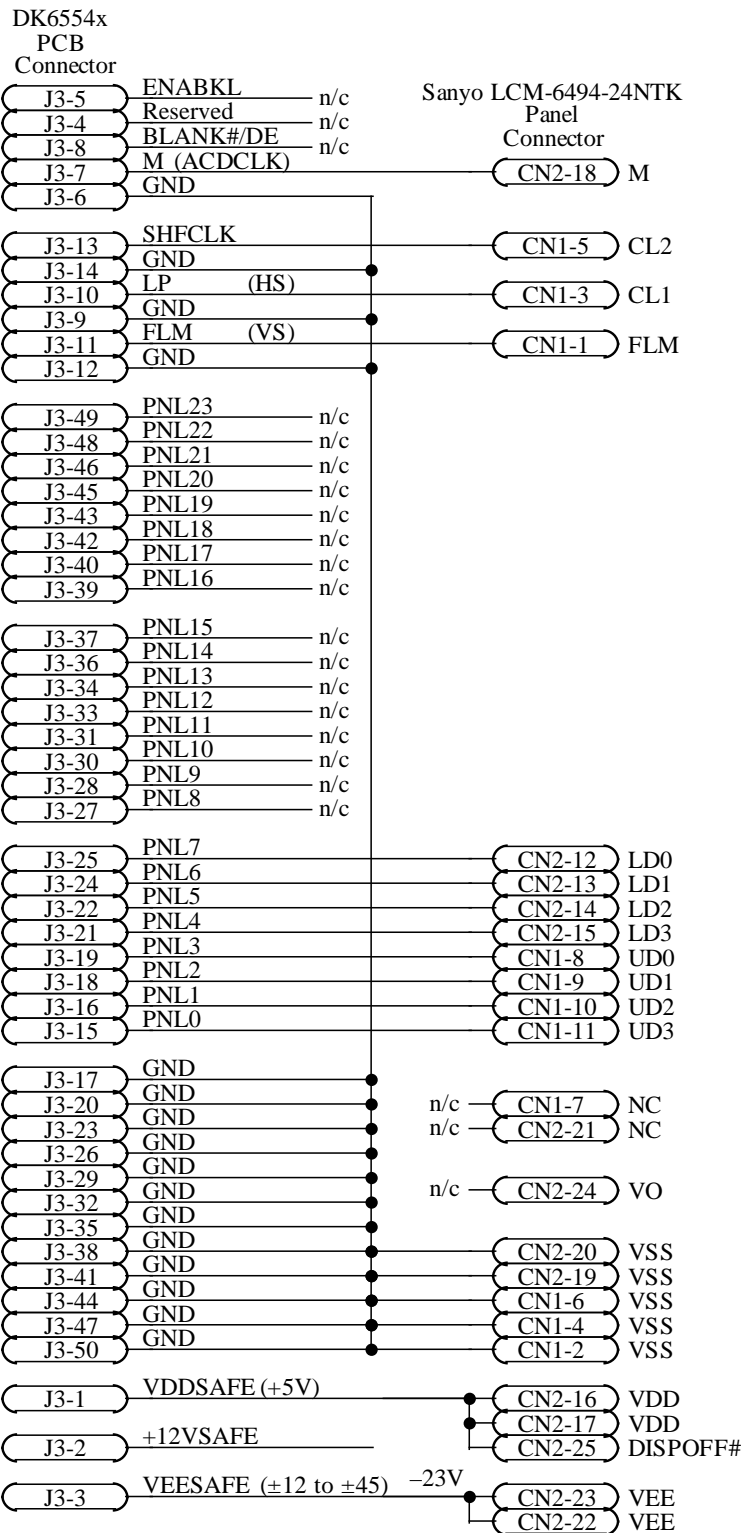 DK6554x
PCB
Connector
Sanyo LCM-6494-24NTK
Panel
Connector
J3-5 ENABKL n/c
J3-4 Reserved n/c
J3-8 BLANK#/DE n/c
J3-7 M (ACDCLK) CN2-18 M
J3-6 GND
J3-13 SHFCLK CN1-5 CL2
J3-14 GND
J3-10 LP (HS) CN1-3 CL1
J3-9 GND
J3-11 FLM (VS) CN1-1 FLM
J3-12 GND
J3-49 PNL23 n/c
J3-48 PNL22 n/c
J3-46 PNL21 n/c
J3-45 PNL20 n/c
J3-43 PNL19 n/c
J3-42 PNL18 n/c
J3-40 PNL17 n/c
J3-39 PNL16 n/c
J3-37 PNL15 n/c
J3-36 PNL14 n/c
J3-34 PNL13 n/c
J3-33 PNL12 n/c
J3-31 PNL11 n/c
J3-30 PNL10 n/c
J3-28 PNL9 n/c
J3-27 PNL8 n/c
J3-25 PNL7 CN2-12 LD0
J3-24 PNL6 CN2-13 LD1
J3-22 PNL5 CN2-14 LD2
J3-21 PNL4 CN2-15 LD3
J3-19 PNL3 CN1-8 UD0
J3-18 PNL2 CN1-9 UD1
J3-16 PNL1 CN1-10 UD2
J3-15 PNL0 CN1-11 UD3
J3-17 GND
J3-20 GND n/c CN1-7 NC
J3-23 GND n/c CN2-21 NC
J3-26 GND
J3-29 GND
J3-32 GND n/c CN2-24 VO
J3-35 GND
J3-38 GND CN2-20 VSS
J3-41 GND CN2-19 VSS
J3-44 GND CN1-6 VSS
J3-47 GND CN1-4 VSS
J3-50 GND CN1-2 VSS
J3-1 VDDSAFE (+5V) CN2-16 VDD
CN2-17 VDD
J3-2 +12VSAFE CN2-25 DISPOFF#
J3-3 VEESAFE (±12 to ±45) –23V CN2-23 VEE
CN2-22 VEE